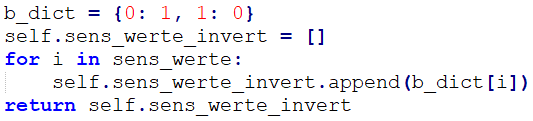 b_dict = {0: 1, 1: 0}
self.sens_werte_invert = []
for i in sens_werte:
    self.sens_werte_invert.append(b_dict[i])
return self.sens_werte_invert